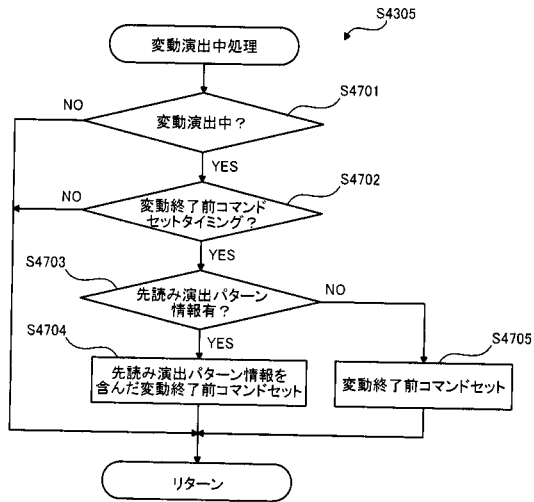 S4305
変動演出中処理
S4701
NO
変動演出中？
YES
S4702
NO
変動終了前コマンド
セットタイミング？
YES
S4703
先読み演出パターン
情報有？
NO
YES
S4704
S4705
先読み演出パターン情報を
含んだ変動終了前コマンドセット
変動終了前コマンドセット
リターン